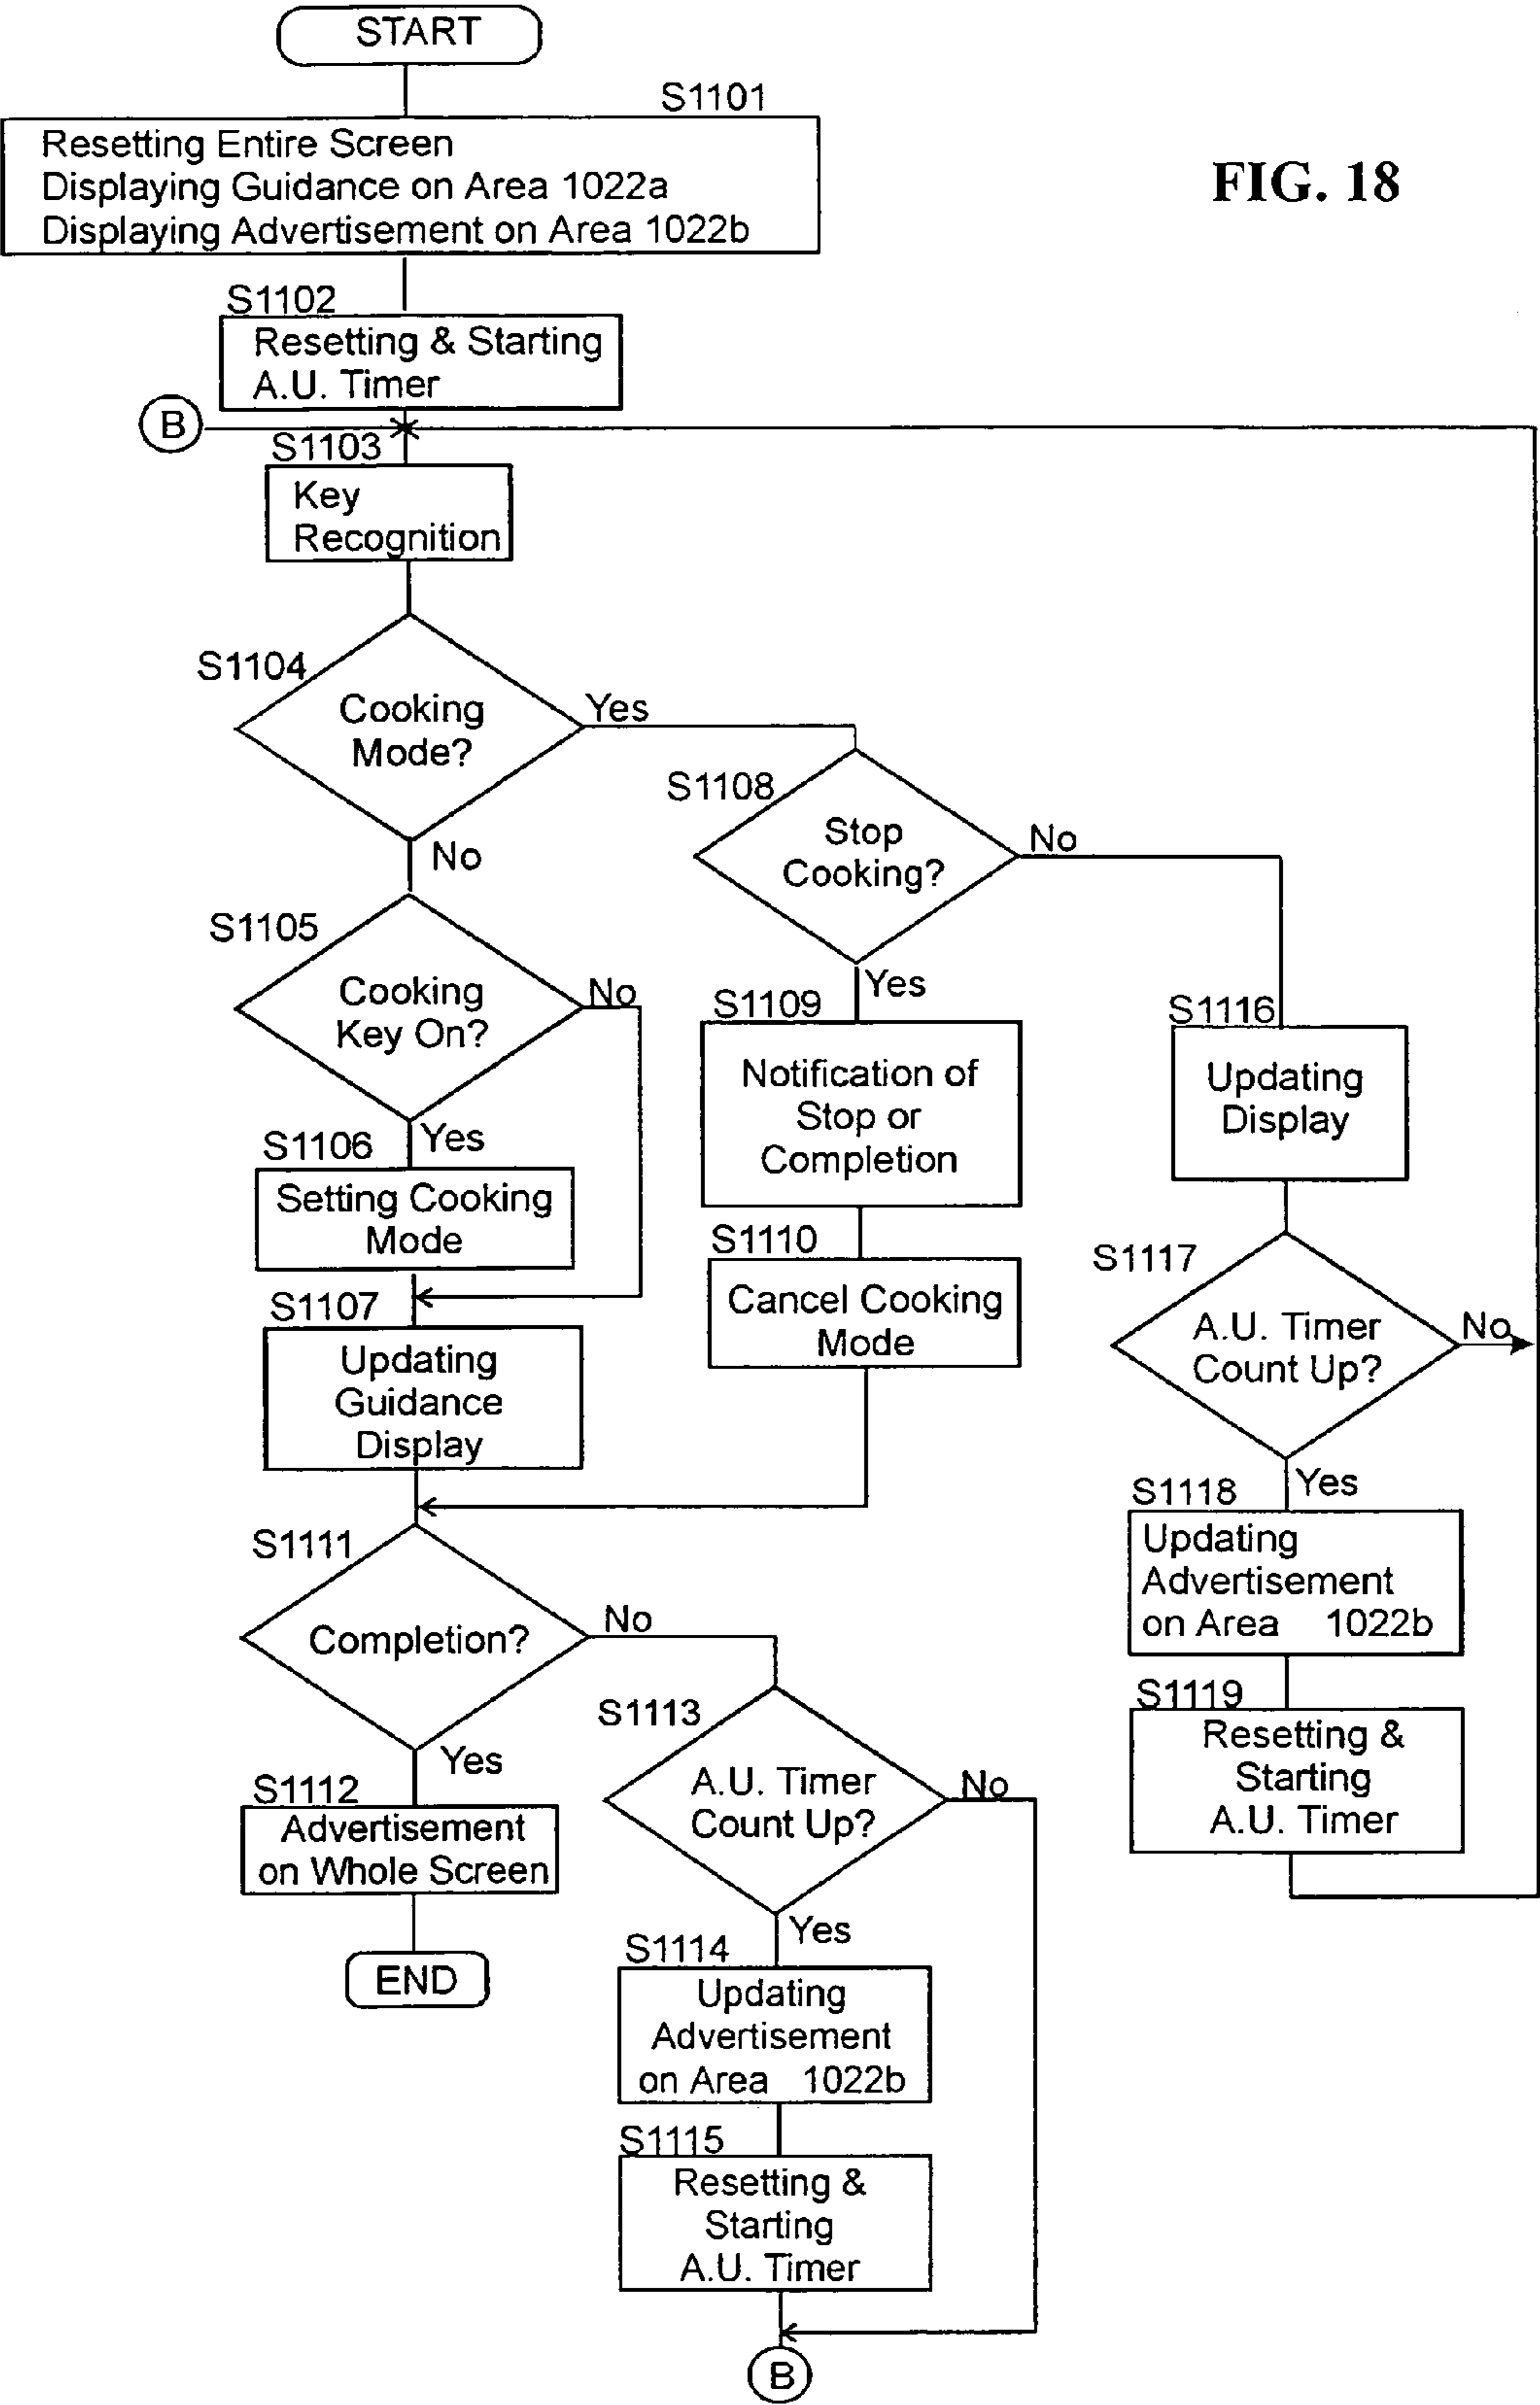 START
S1101
Resetting Entire Screen
Displaying Guidance on Area 1022a
Displaying Advertisement on Area 1022b
FIG. 18
S1102
Resetting & Starting
A.U. Timer
B
S1103
Key
Recognition
S1104
Cooking
Mode?
Yes
No
S1108
Stop
Cooking?
No
Yes
S1105
Cooking
Key On?
No
Yes
S1106
Setting Cooking
Mode
S1107
Updating
Guidance
Display
S1109
Notification of
Stop or
Completion
S1110
Cancel Cooking
Mode
S1116
Updating
Display
S1117
A.U. Timer
Count Up?
No
Yes
S1118
Updating
Advertisement
on Area 1022b
S1119
Resetting &
Starting
A.U. Timer
S1111
Completion?
No
Yes
S1112
Advertisement
on Whole Screen
END
S1113
A.U. Timer
Count Up?
No
Yes
S1114
Updating
Advertisement
on Area 1022b
S1115
Resetting &
Starting
A.U. Timer
B